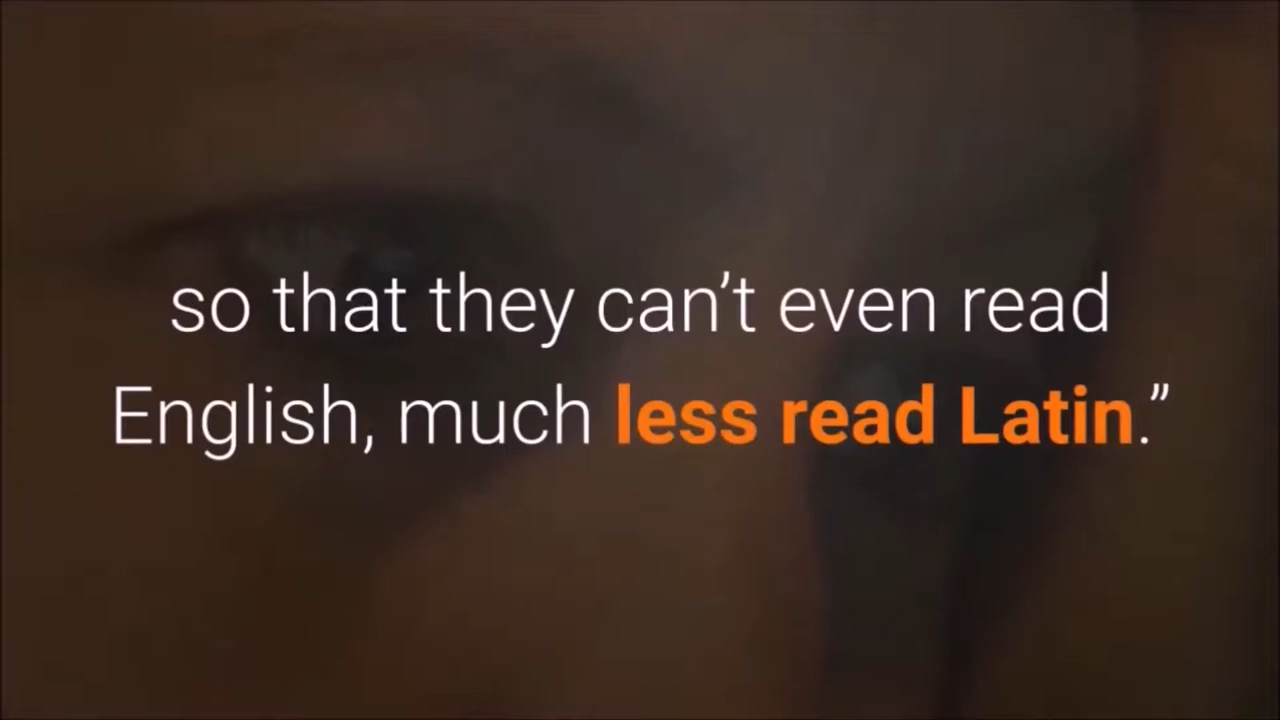 so that they can’t even read
English, much less read Latin.”